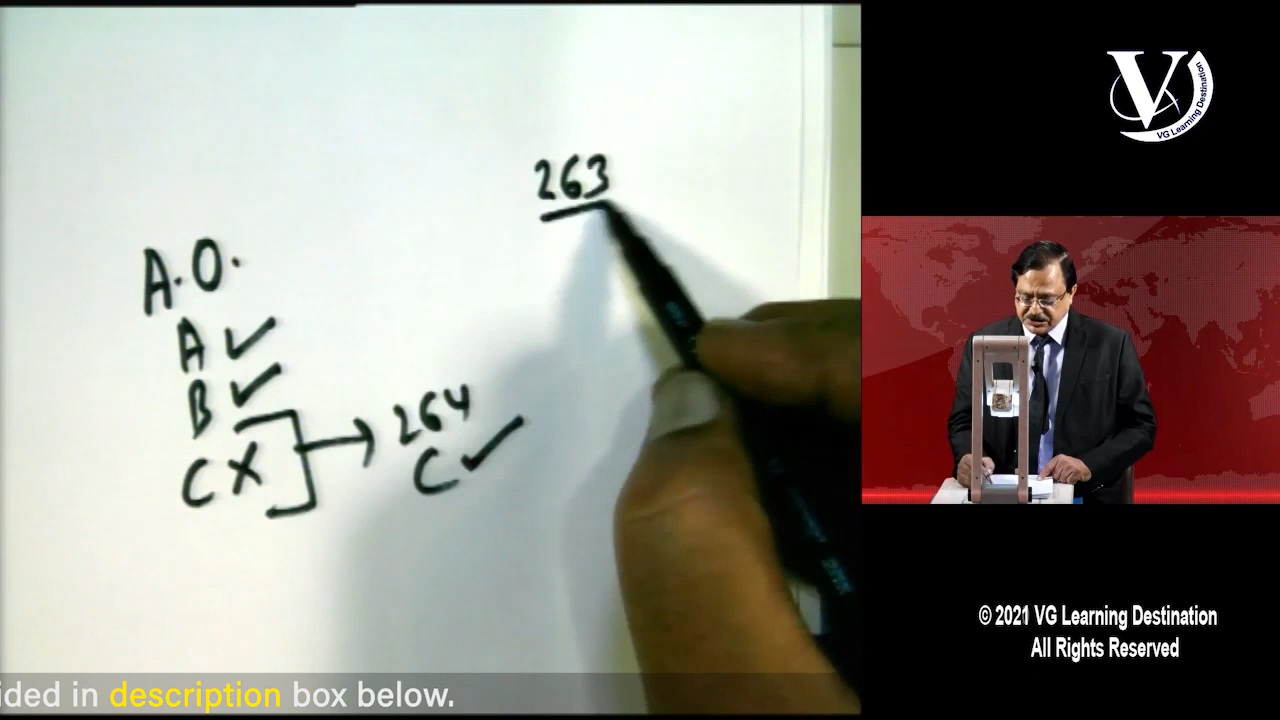 263
A.O.
A ✓
B ✓
C X → 264
C ✓
V
VG Learning Destination
© 2021 VG Learning Destination
All Rights Reserved
ided in description box below.